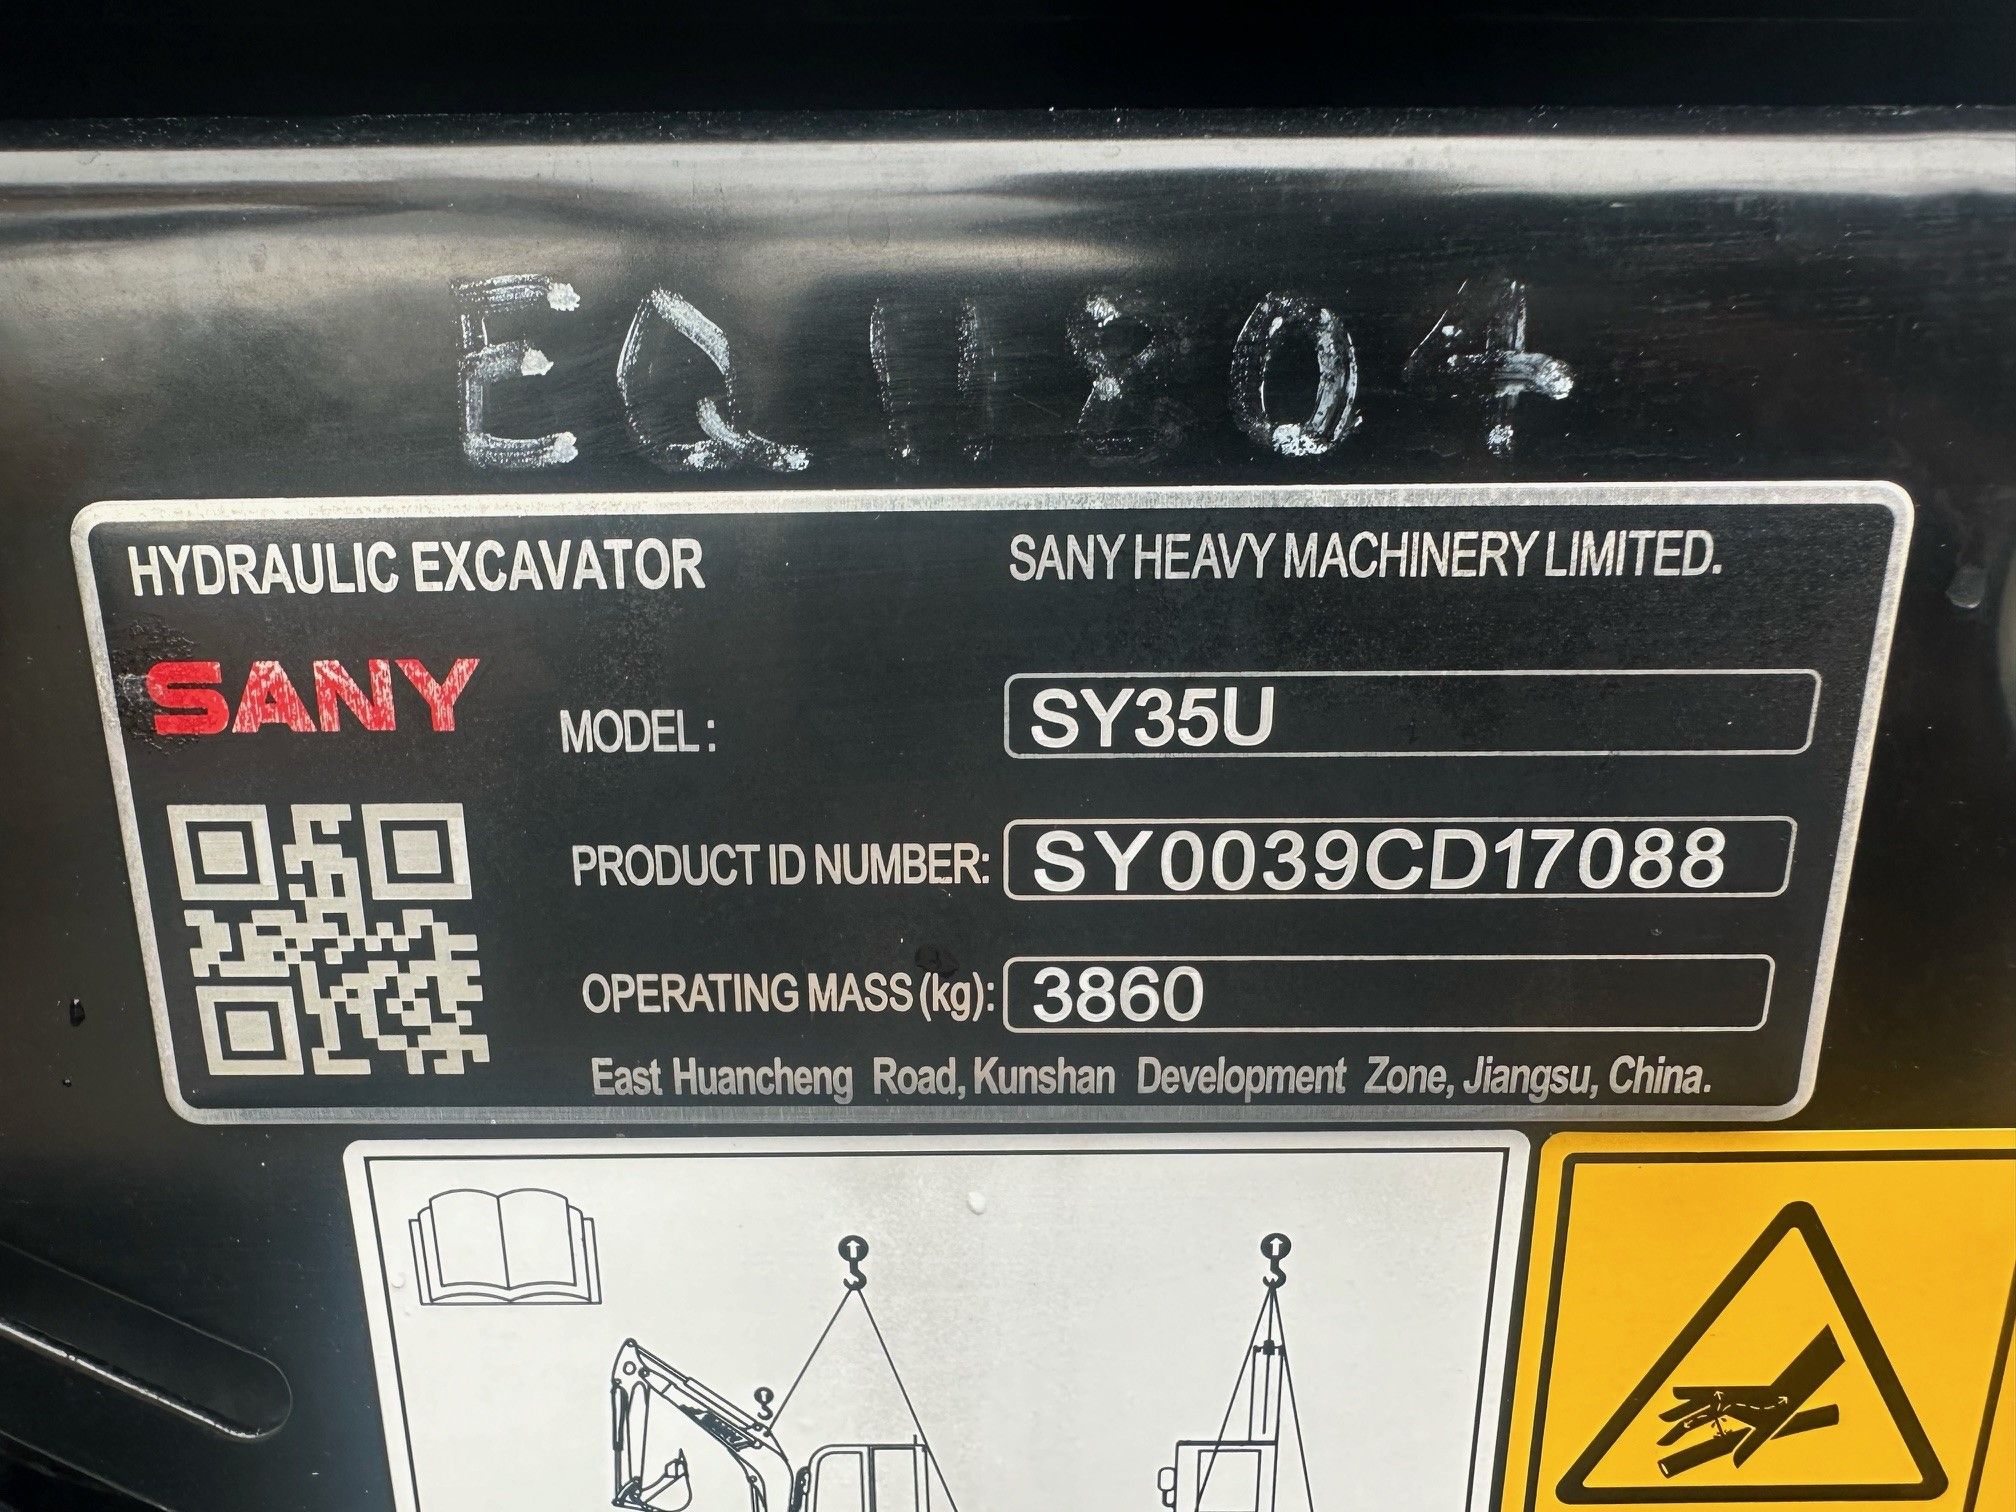 EQ11804
HYDRAULIC EXCAVATOR
SANY HEAVY MACHINERY LIMITED.
SANY
MODEL: SY35U
PRODUCT ID NUMBER: SY0039CD17088
OPERATING MASS (kg): 3860
East Huancheng Road, Kunshan Development Zone, Jiangsu, China.